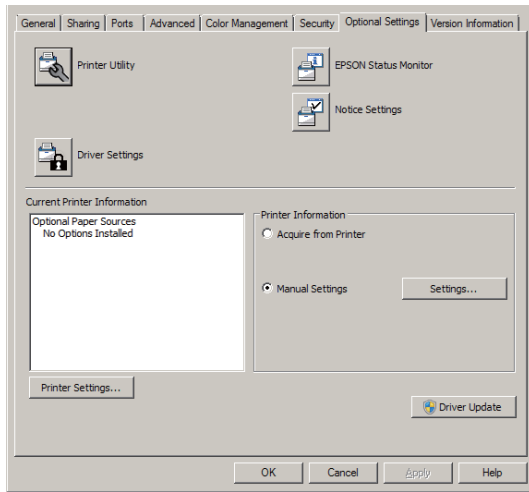 General Sharing Ports Advanced Color Management Security Optional Settings Version Information
Printer Utility
EPSON Status Monitor
Notice Settings
Driver Settings
Current Printer Information
Optional Paper Sources
No Options Installed
Printer Information
Acquire from Printer
Manual Settings
Settings...
Printer Settings...
Driver Update
OK Cancel Apply Help